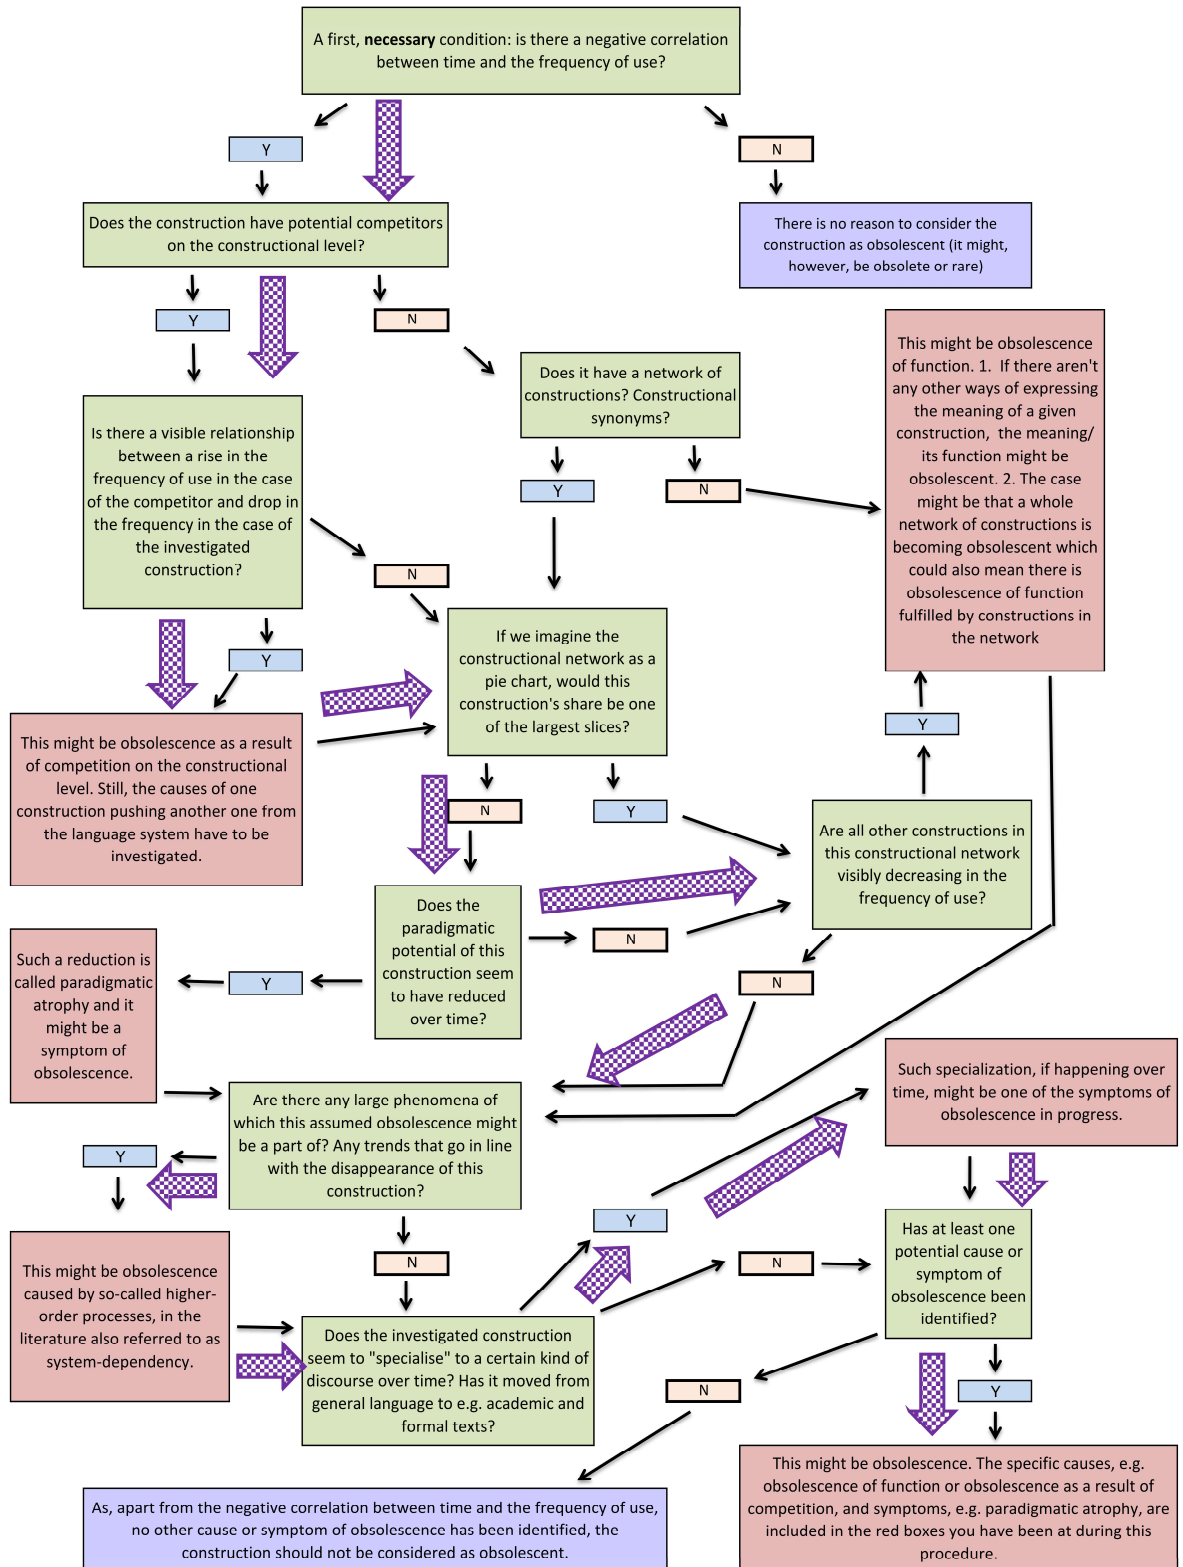 A first, necessary condition: is there a negative correlation
between time and the frequency of use?
Y
N
Does the construction have potential competitors
on the constructional level?
There is no reason to consider the
construction as obsolescent (it might,
however, be obsolete or rare)
Y
N
Does it have a network of
constructions? Constructional
synonyms?
This might be obsolescence
of function. 1. If there aren't
any other ways of expressing
the meaning of a given
construction, the meaning/
its function might be
obsolescent. 2. The case
might be that a whole
network of constructions is
becoming obsolescent which
could also mean there is
obsolescence of function
fulfilled by constructions in
the network
Is there a visible relationship
between a rise in the
frequency of use in the case
of the competitor and drop in
the frequency in the case of
the investigated
construction?
Y
N
N
If we imagine the
constructional network as a
pie chart, would this
construction's share be one
of the largest slices?
Y
Y
This might be obsolescence as a result
of competition on the constructional
level. Still, the causes of one
construction pushing another one from
the language system have to be
investigated.
N
Y
Are all other constructions in
this constructional network
visibly decreasing in the
frequency of use?
Does the
paradigmatic
potential of this
construction seem
to have reduced
over time?
N
Such a reduction is
called paradigmatic
atrophy and it
might be a
symptom of
obsolescence.
Y
N
Such specialization, if happening over
time, might be one of the symptoms of
obsolescence in progress.
Are there any large phenomena of
which this assumed obsolescence might
be a part of? Any trends that go in line
with the disappearance of this
construction?
Y
Y
N
N
Has at least one
potential cause or
symptom of
obsolescence been
identified?
This might be obsolescence
caused by so-called higher-
order processes, in the
literature also referred to as
system-dependency.
Does the investigated construction
seem to "specialise" to a certain kind of
discourse over time? Has it moved from
general language to e.g. academic and
formal texts?
N
Y
This might be obsolescence. The specific causes, e.g.
obsolescence of function or obsolescence as a result of
competition, and symptoms, e.g. paradigmatic atrophy, are
included in the red boxes you have been at during this
procedure.
As, apart from the negative correlation between time and the frequency of use,
no other cause or symptom of obsolescence has been identified, the
construction should not be considered as obsolescent.